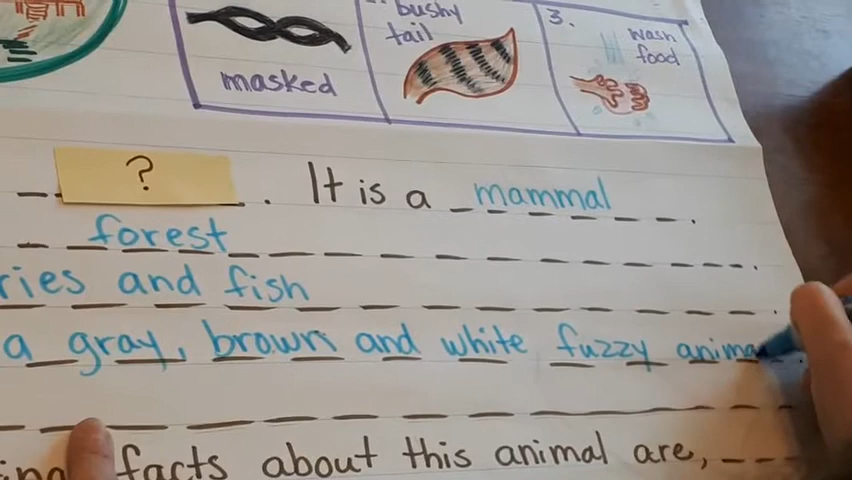 bushy
tail
3.
wash
food
masked
? . It is a mammal .
forest .
ries and fish .
a gray, brown and white fuzzy anima
facts about this animal are,